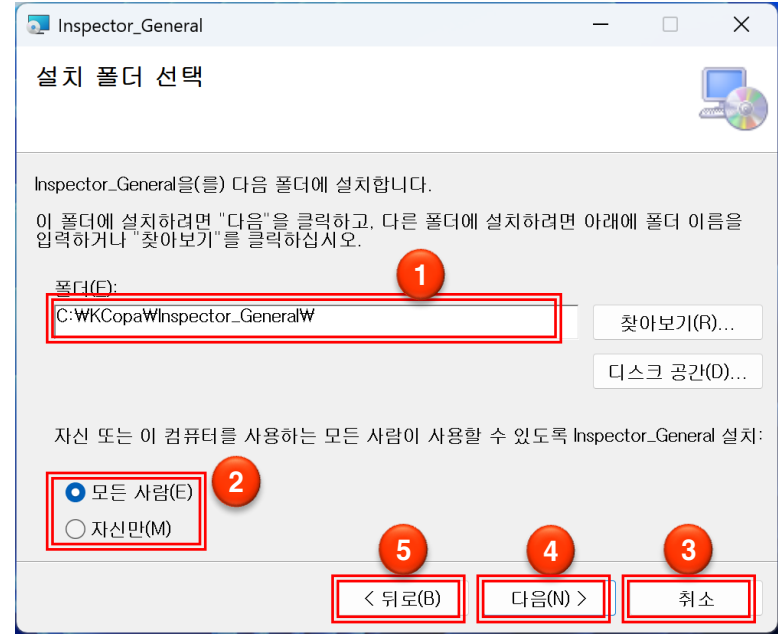 Inspector_General
설치 폴더 선택
Inspector_General을(를) 다음 폴더에 설치합니다.
이 폴더에 설치하려면 "다음"을 클릭하고, 다른 폴더에 설치하려면 아래에 폴더 이름을
입력하거나 "찾아보기"를 클릭하십시오.
1
폴더(F):
C:₩KCopa₩Inspector_General₩
찾아보기(R)...
디스크 공간(D)...
자신 또는 이 컴퓨터를 사용하는 모든 사람이 사용할 수 있도록 Inspector_General 설치:
2
모든 사람(E)
자신만(M)
5 4 3
< 뒤로(B) 다음(N) > 취소